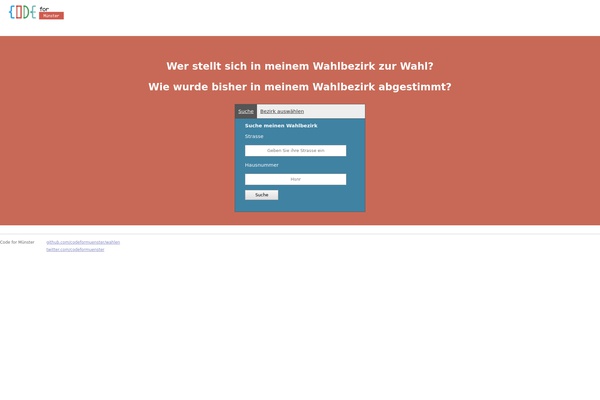 CODE for
Münster
Wer stellt sich in meinem Wahlbezirk zur Wahl?
Wie wurde bisher in meinem Wahlbezirk abgestimmt?
Suche Bezirk auswählen
Suche meinen Wahlbezirk
Strasse
Geben Sie ihre Strasse ein
Hausnummer
Suche
Code for Münster github.com/codeformuenster/wahlen
twitter.com/codeformuenster